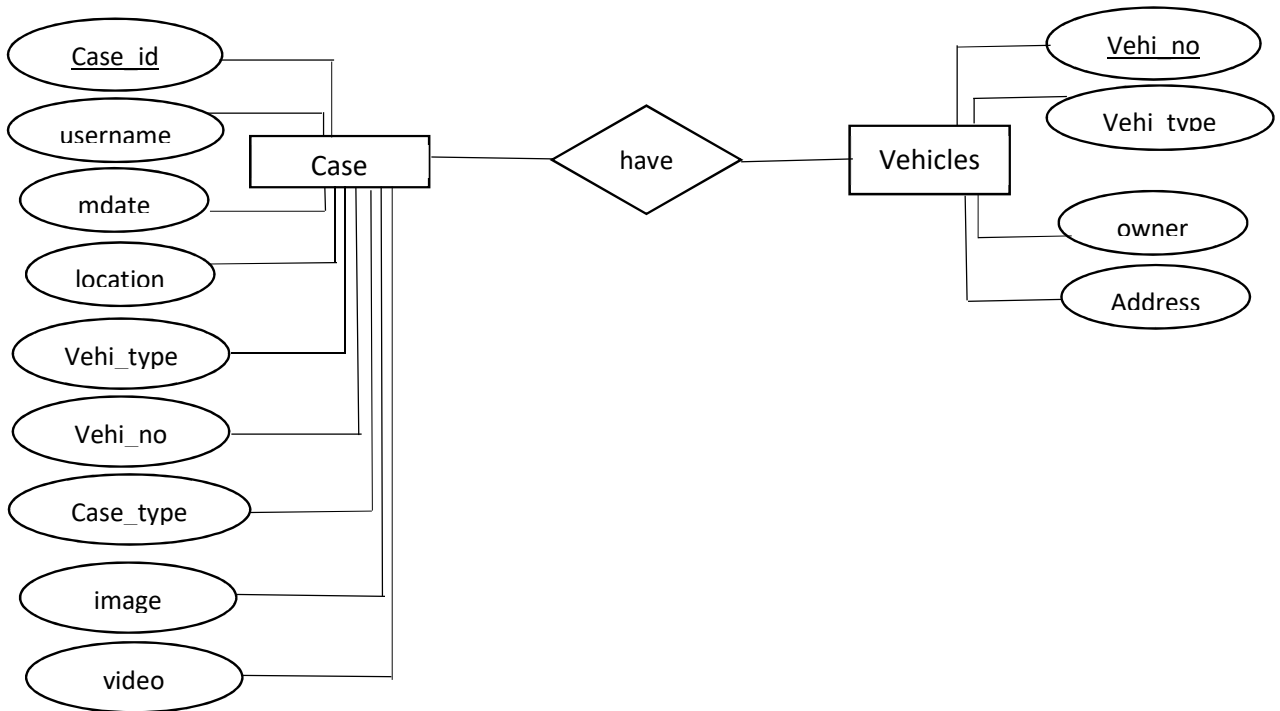 Case_id
username
mdate
location
Vehi_type
Vehi_no
Case_type
image
video
Case
have
Vehicles
Vehi_no
Vehi_type
owner
Address